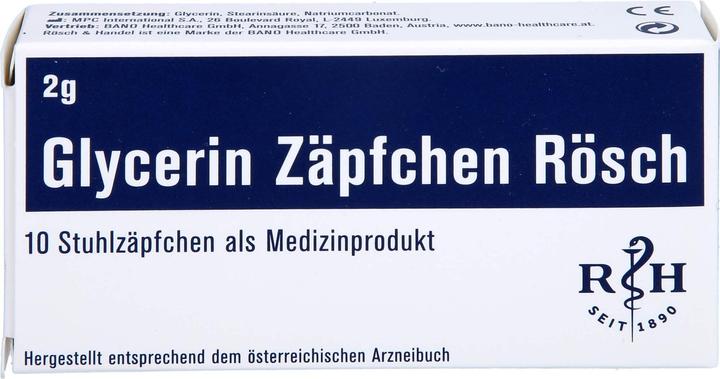 Zusammensetzung: Glycerin, Stearinsäure, Natriumcarbonat.
MPC International S.A., 26 Boulevard Royal, L-2449 Luxemburg.
Vertrieb: BANO Healthcare GmbH, Annagasse 17, 2500 Baden, Austria, www.bano-healthcare.at.
Rösch & Handel ist eine Marke der BANO Healthcare GmbH.
CE
2g
Glycerin Zäpfchen Rösch
10 Stuhlzäpfchen als Medizinprodukt
R H
SEIT 1890
Hergestellt entsprechend dem österreichischen Arzneibuch